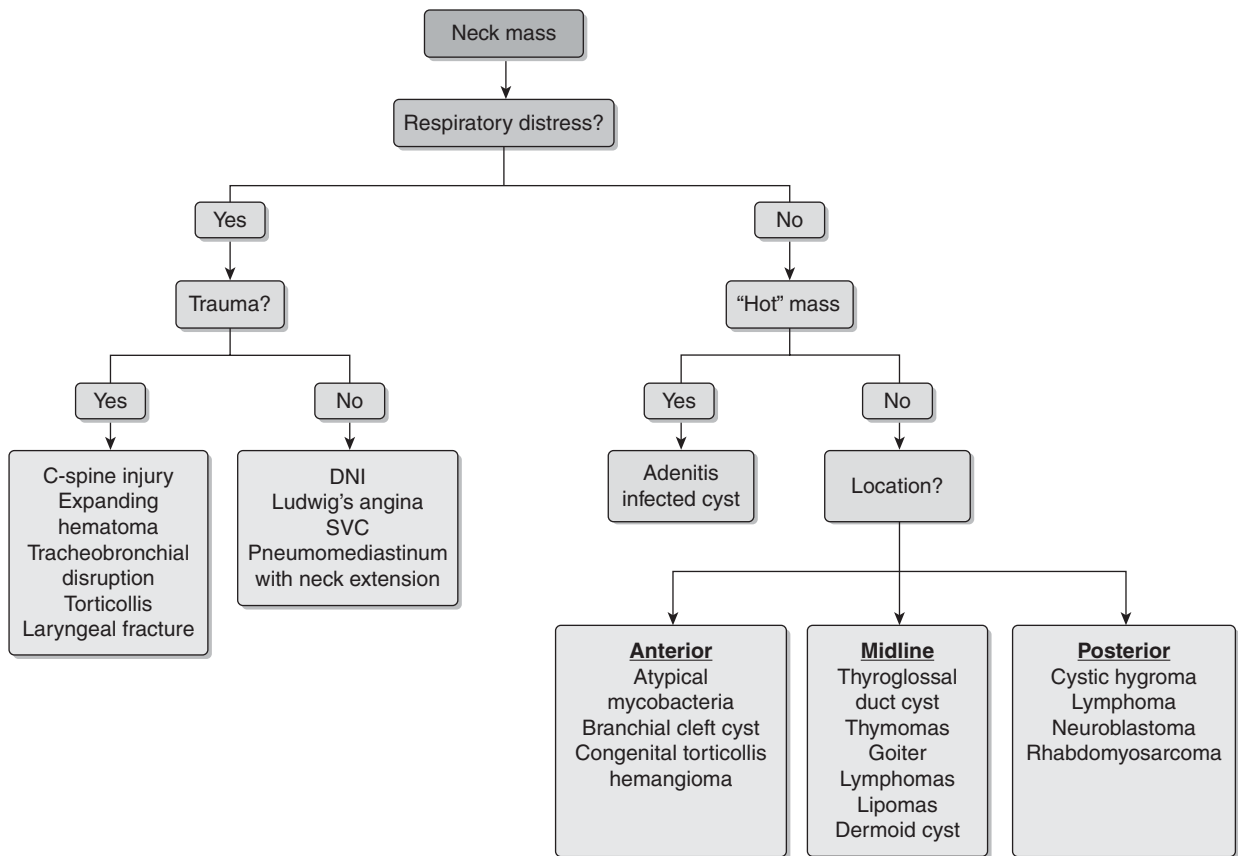 Neck mass
Respiratory distress?
Yes
No
Trauma?
“Hot” mass
Yes
No
Yes
No
C-spine injury
Expanding
hematoma
Tracheobronchial
disruption
Torticollis
Laryngeal fracture
DNI
Ludwig’s angina
SVC
Pneumomediastinum
with neck extension
Adenitis
infected cyst
Location?
Anterior
Atypical
mycobacteria
Branchial cleft cyst
Congenital torticollis
hemangioma
Midline
Thyroglossal
duct cyst
Thymomas
Goiter
Lymphomas
Lipomas
Dermoid cyst
Posterior
Cystic hygroma
Lymphoma
Neuroblastoma
Rhabdomyosarcoma